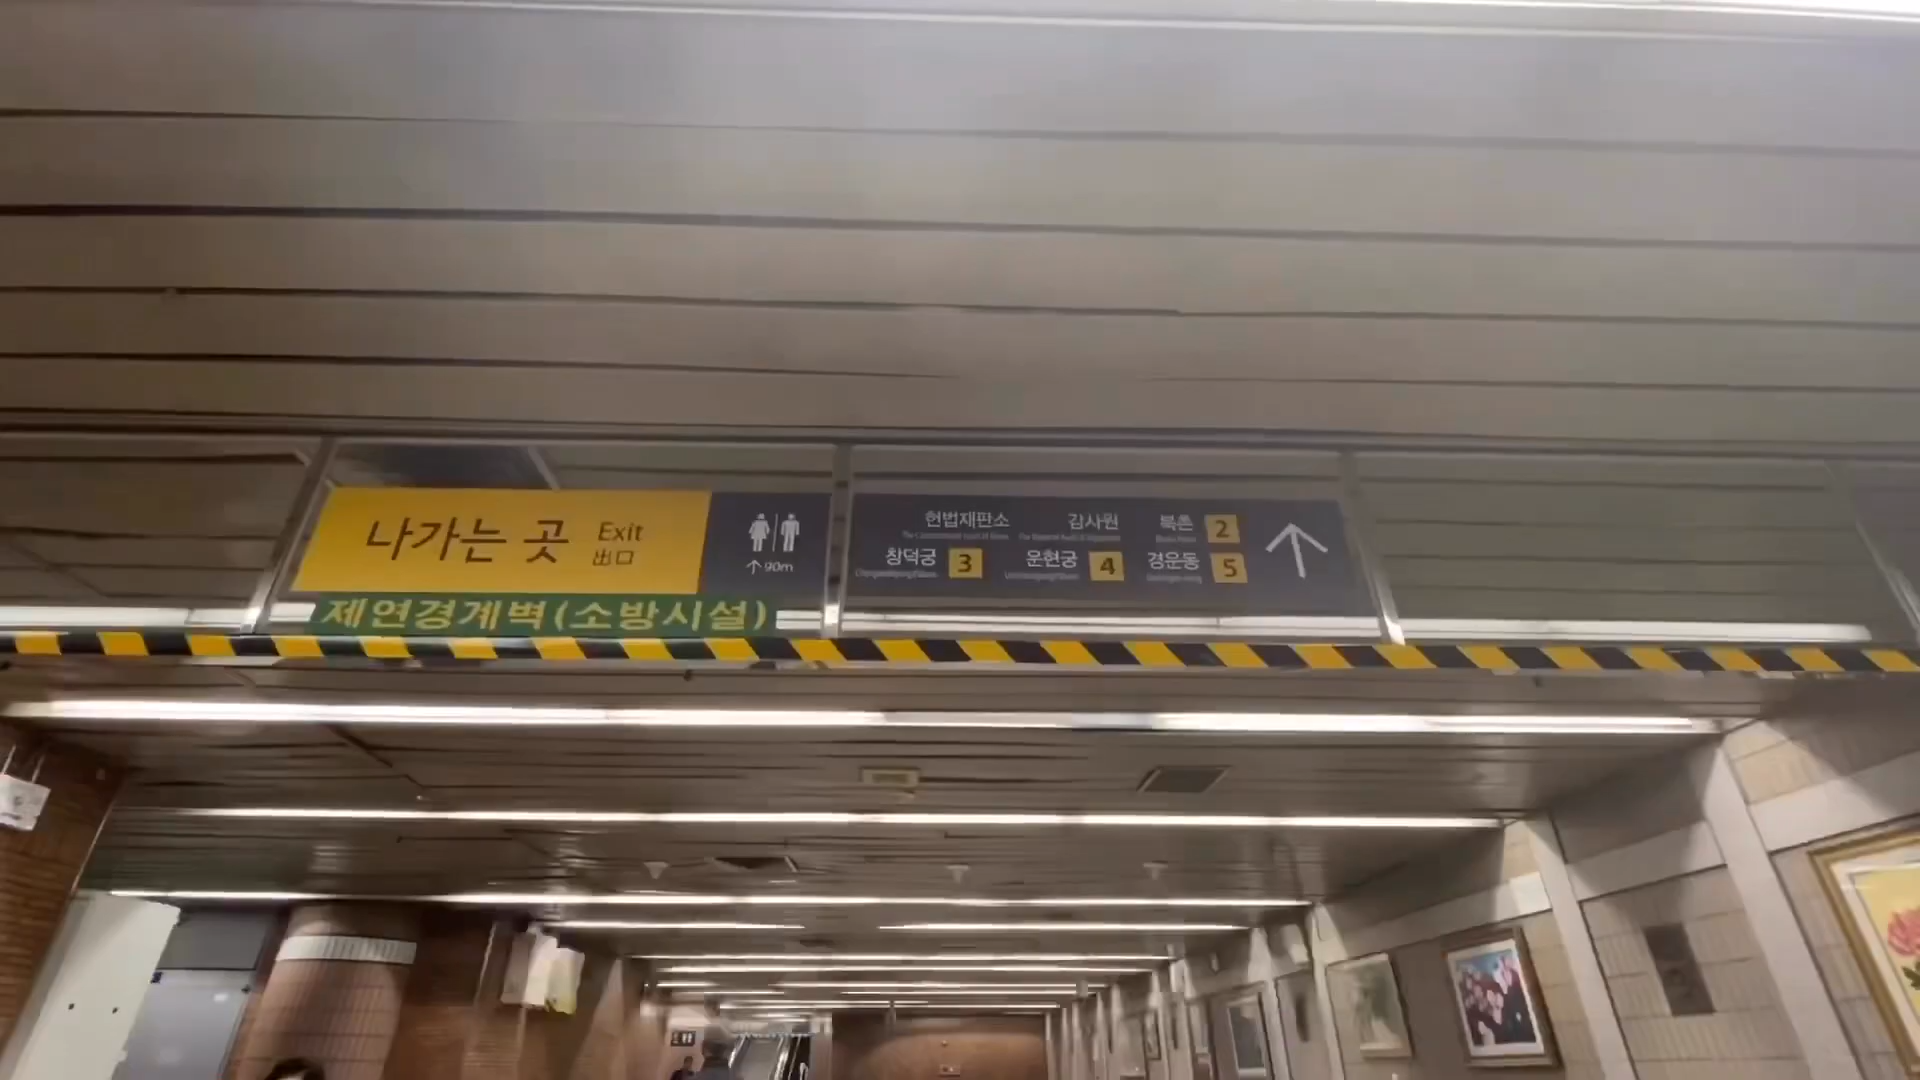 나가는 곳 Exit
出口
90m
헌법재판소 감사원 북촌 2
창덕궁 3 운현궁 4 경운동 5
제연경계벽(소방시설)